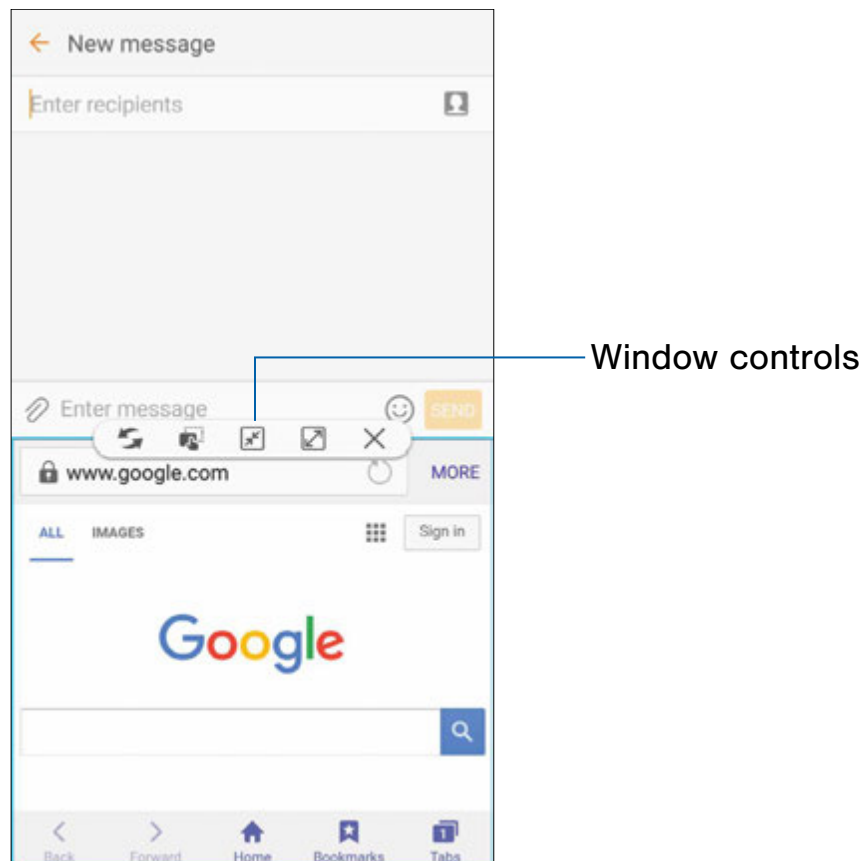 New message
Enter recipients
Window controls
Enter message SEND
www.google.com MORE
ALL IMAGES Sign in
Google
Back Forward Home Bookmarks 1 Tabs